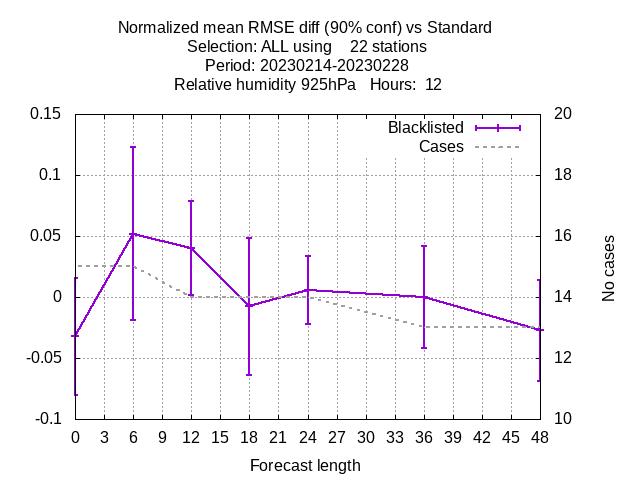 Normalized mean RMSE diff (90% conf) vs Standard
Selection: ALL using    22 stations
Period: 20230214-20230228
Relative humidity 925hPa   Hours:  12
0.15
0.1
0.05
0
-0.05
-0.1
Blacklisted
Cases
20
18
16
14
12
10
No cases
0 3 6 9 12 15 18 21 24 27 30 33 36 39 42 45 48
Forecast length